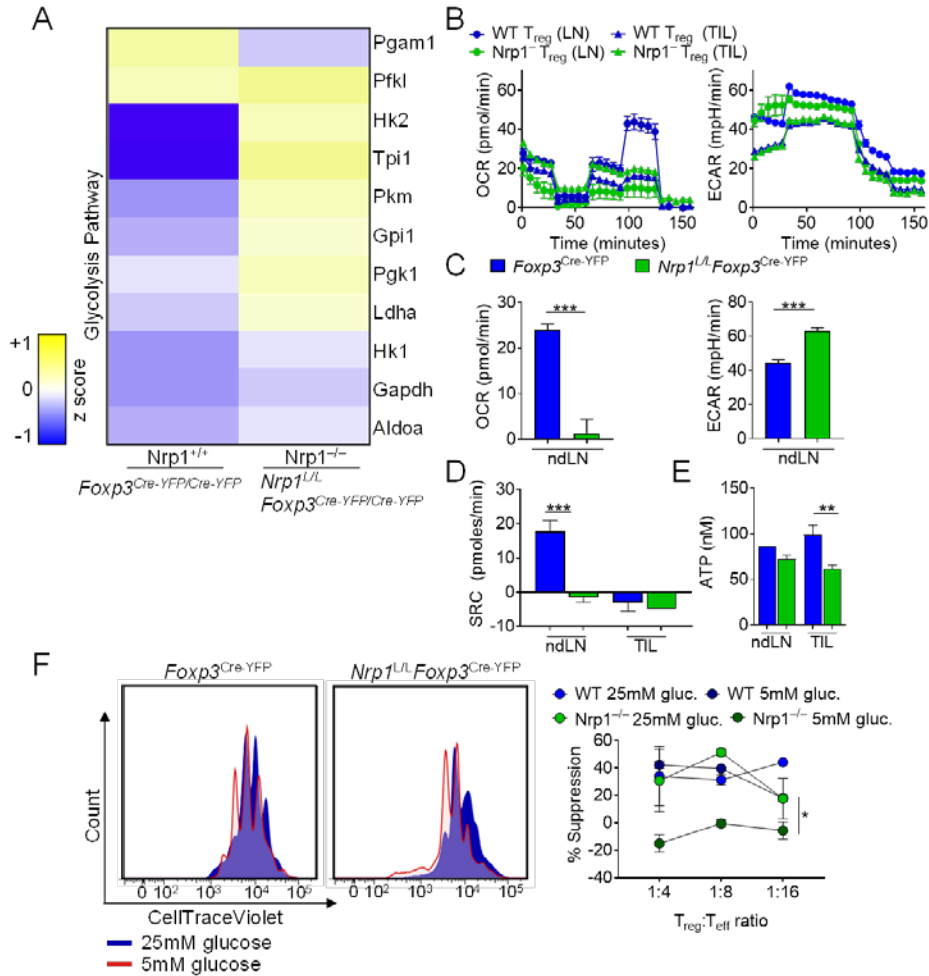 A
Pgam1
Pfkl
Hk2
Tpi1
Pkm
Gpi1
Pgk1
Ldha
Hk1
Gapdh
Aldoa
Glycolysis Pathway
+1
0
-1
z score
Nrp1+/+
Nrp1−/−
Foxp3Cre-YFP/Cre-YFP
Nrp1L/L
Foxp3Cre-YFP/Cre-YFP
B
WT Treg (LN)
WT Treg (TIL)
Nrp1− Treg (LN)
Nrp1− Treg (TIL)
OCR (pmol/min)
60
40
20
0
0
50
100
150
Time (minutes)
ECAR (mpH/min)
60
40
20
0
0
50
100
150
Time (minutes)
C
Foxp3Cre-YFP
Nrp1L/LFoxp3Cre-YFP
OCR (pmol/min)
30
20
10
0
***
ndLN
ECAR (mpH/min)
80
60
40
20
0
***
ndLN
D
SRC (pmoles/min)
30
20
10
0
-10
***
ndLN
TIL
E
ATP (nM)
150
100
50
0
**
ndLN
TIL
F
Foxp3Cre-YFP
Nrp1L/LFoxp3Cre-YFP
Count
0 10² 10³ 10⁴ 10⁵
0 10² 10³ 10⁴ 10⁵
CellTraceViolet
25mM glucose
5mM glucose
WT 25mM gluc.
WT 5mM gluc.
Nrp1−/− 25mM gluc.
Nrp1−/− 5mM gluc.
% Suppression
60
40
20
0
-20
-40
*
1:4
1:8
1:16
Treg:Teff ratio